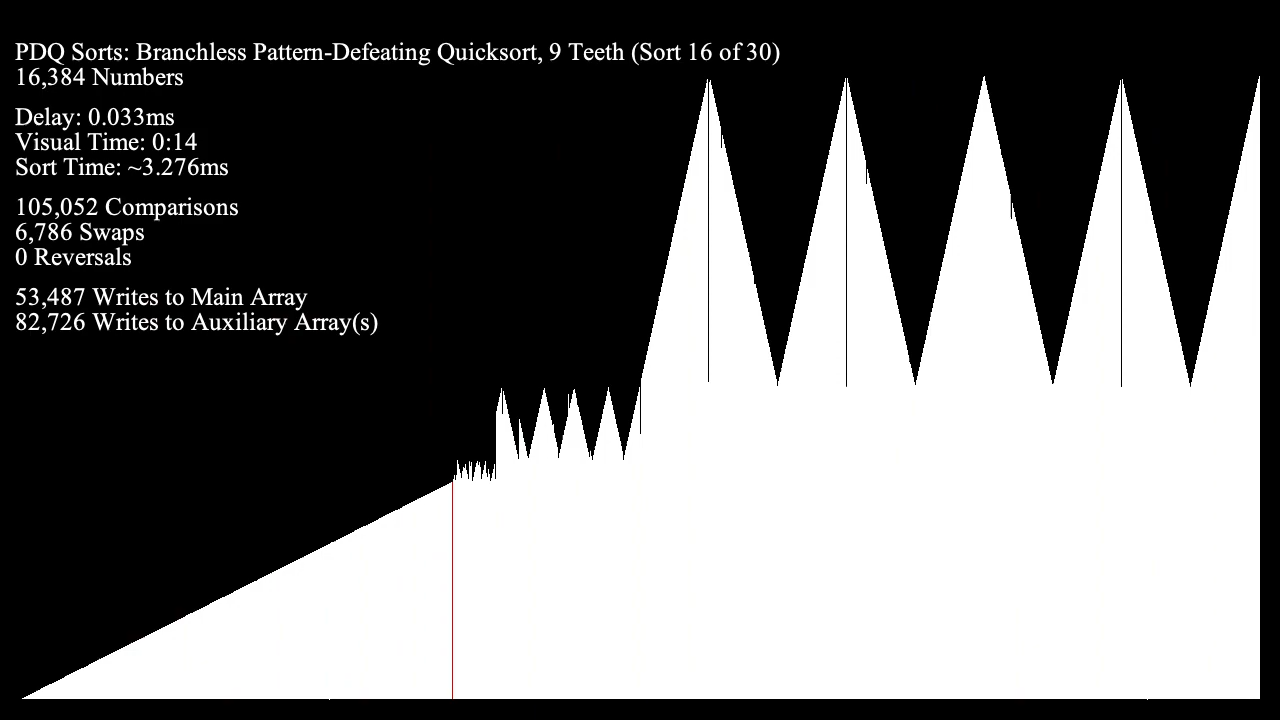 PDQ Sorts: Branchless Pattern-Defeating Quicksort, 9 Teeth (Sort 16 of 30)
16,384 Numbers
Delay: 0.033ms
Visual Time: 0:14
Sort Time: ~3.276ms
105,052 Comparisons
6,786 Swaps
0 Reversals
53,487 Writes to Main Array
82,726 Writes to Auxiliary Array(s)